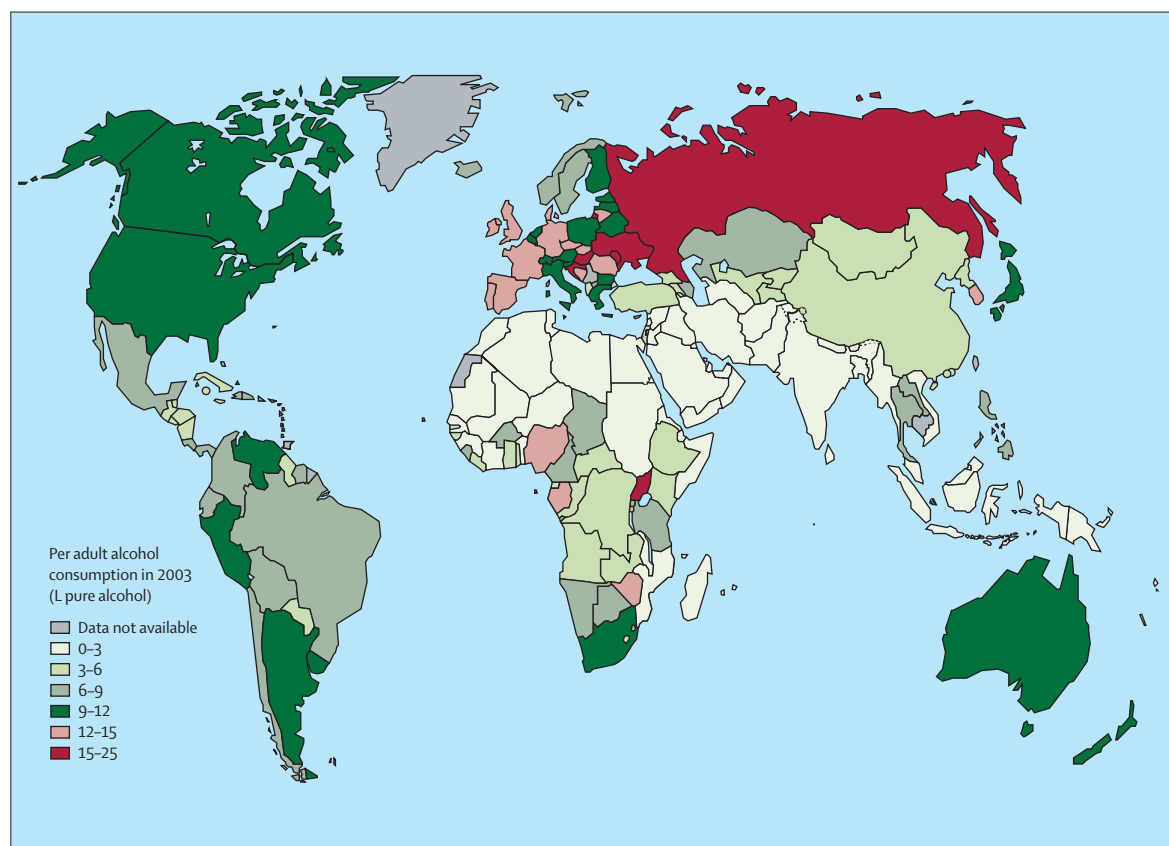 Per adult alcohol
consumption in 2003
(L pure alcohol)
Data not available
0–3
3–6
6–9
9–12
12–15
15–25